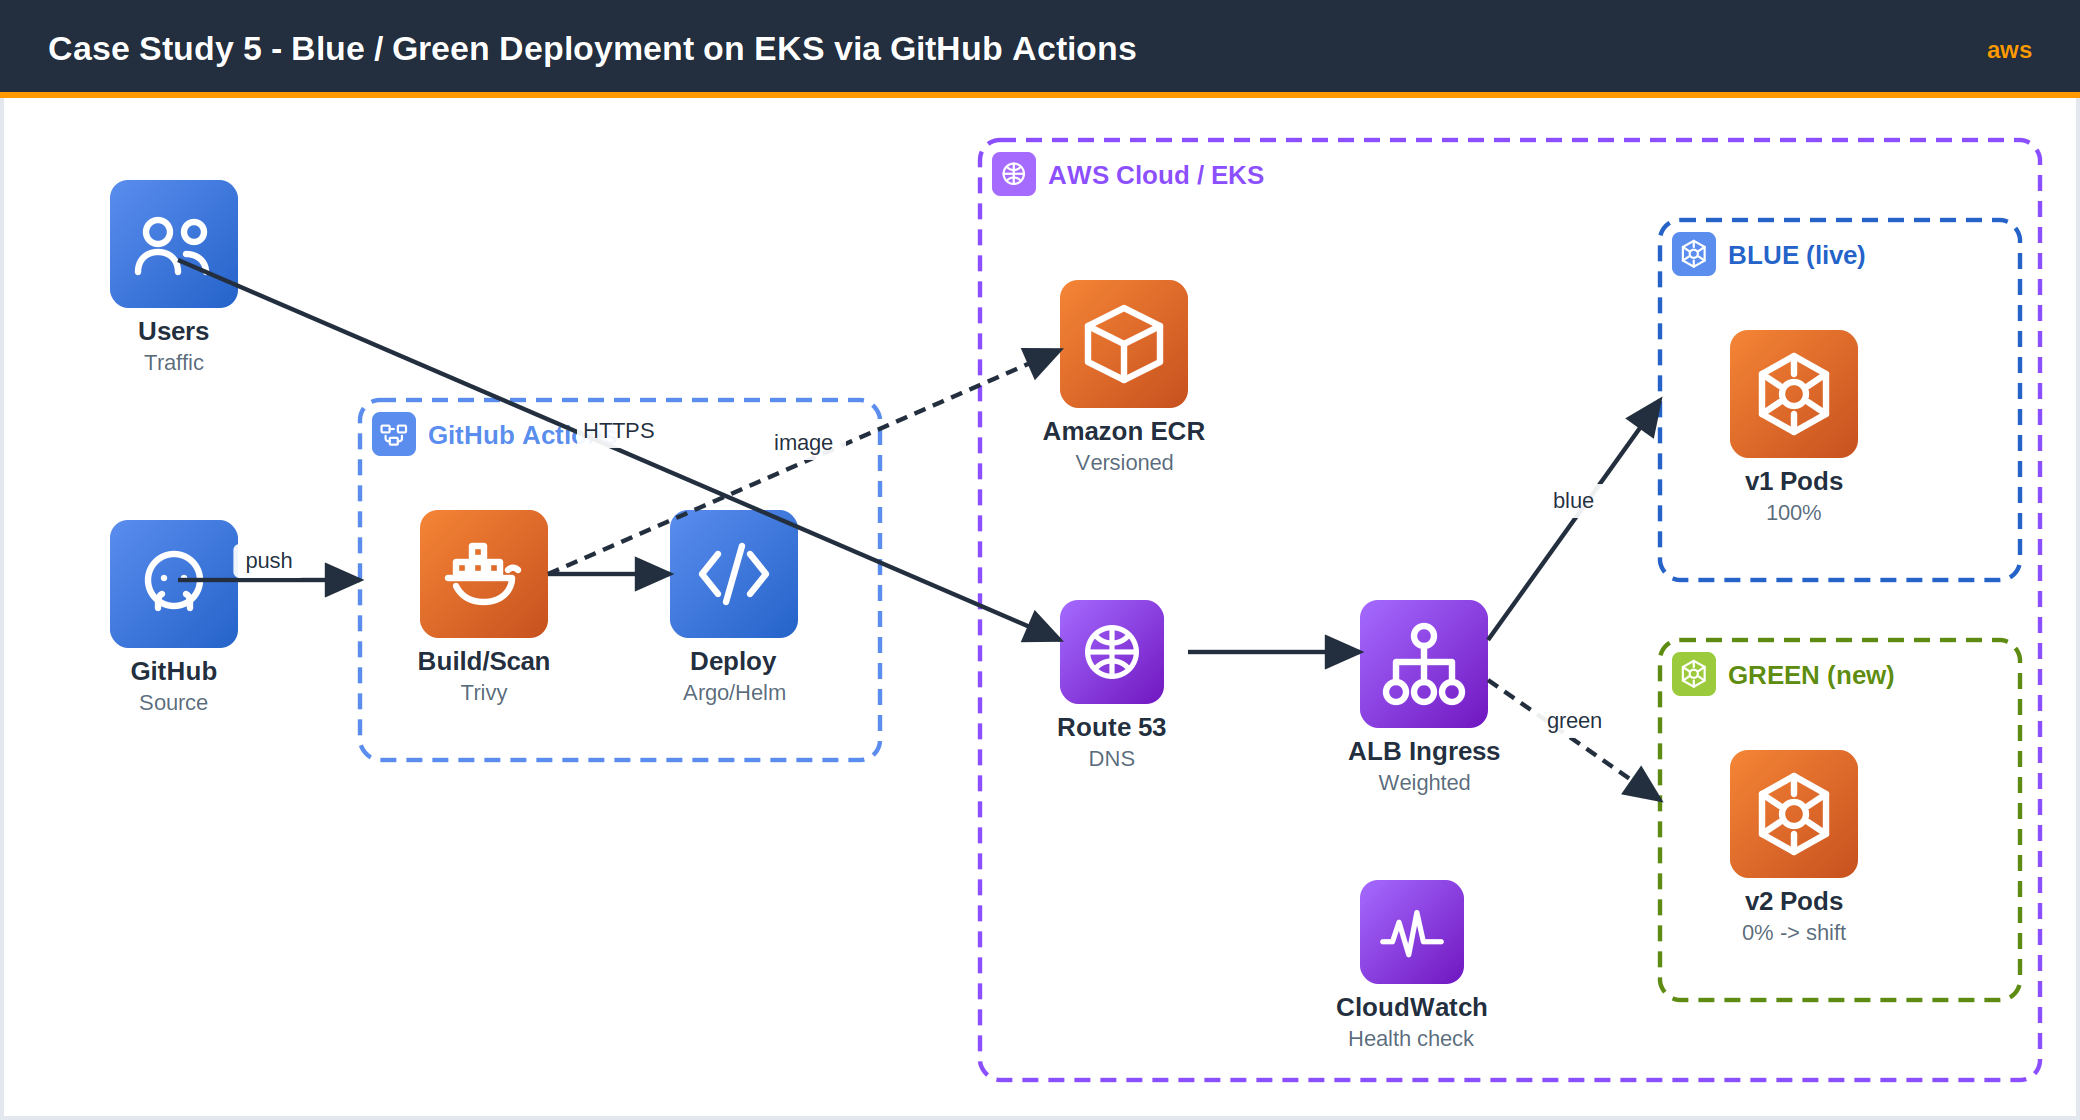 Case Study 5 - Blue / Green Deployment on EKS via GitHub Actions
aws
AWS Cloud / EKS
Users
Traffic
BLUE (live)
GitHub Actio
HTTPS
image
Amazon ECR
Versioned
v1 Pods
100%
blue
push
GitHub
Source
Build/Scan
Trivy
Deploy
Argo/Helm
Route 53
DNS
ALB Ingress
Weighted
green
GREEN (new)
v2 Pods
0% -> shift
CloudWatch
Health check